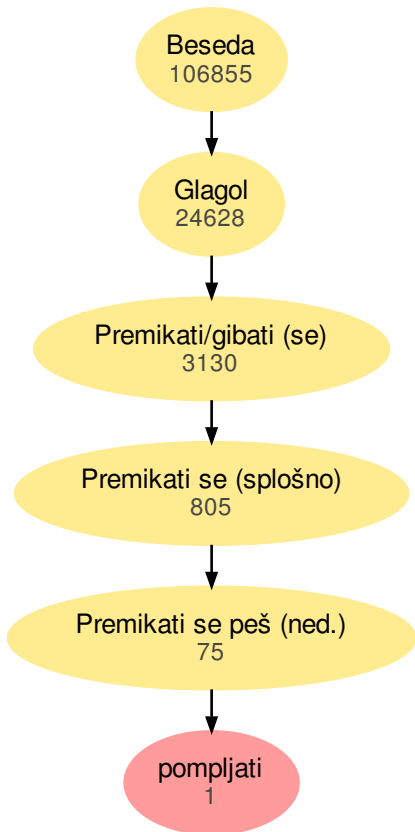 Beseda
106855
Glagol
24628
Premikati/gibati (se)
3130
Premikati se (splošno)
805
Premikati se peš (ned.)
75
pompljati
1